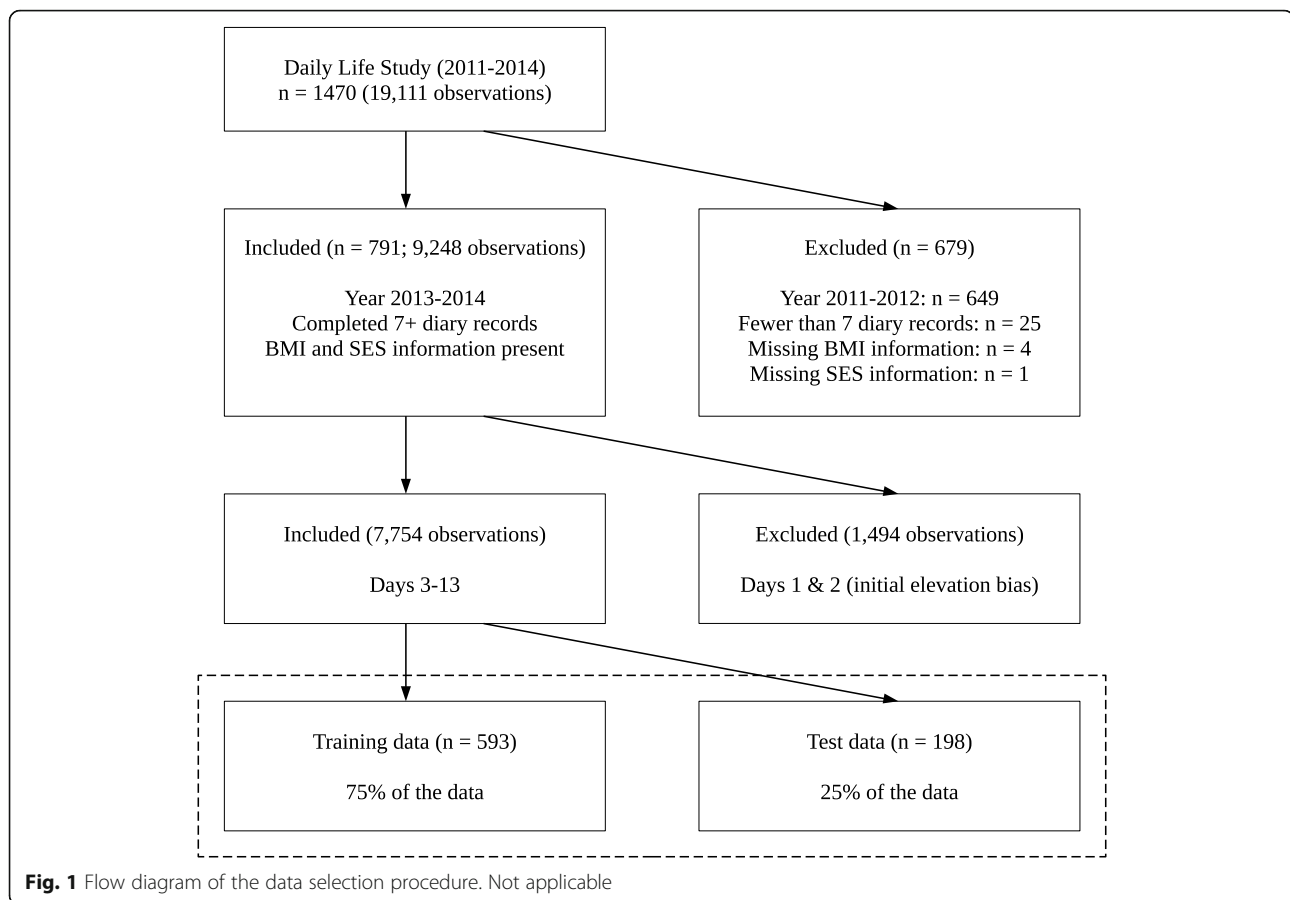 Daily Life Study (2011-2014)
n = 1470 (19,111 observations)
Included (n = 791; 9,248 observations)
Year 2013-2014
Completed 7+ diary records
BMI and SES information present
Excluded (n = 679)
Year 2011-2012: n = 649
Fewer than 7 diary records: n = 25
Missing BMI information: n = 4
Missing SES information: n = 1
Included (7,754 observations)
Days 3-13
Excluded (1,494 observations)
Days 1 & 2 (initial elevation bias)
Training data (n = 593)
75% of the data
Test data (n = 198)
25% of the data
Fig. 1 Flow diagram of the data selection procedure. Not applicable